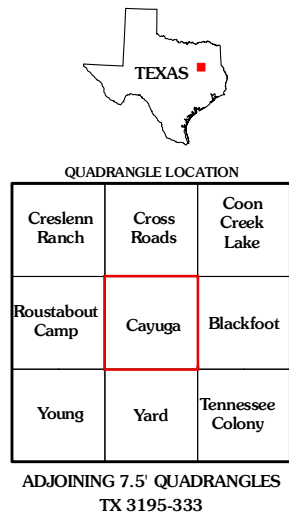 TEXAS
QUADRANGLE LOCATION
Creslenn
Ranch
Cross
Roads
Coon
Creek
Lake
Roustabout
Camp
Cayuga
Blackfoot
Young
Yard
Tennessee
Colony
ADJOINING 7.5' QUADRANGLES
TX 3195-333